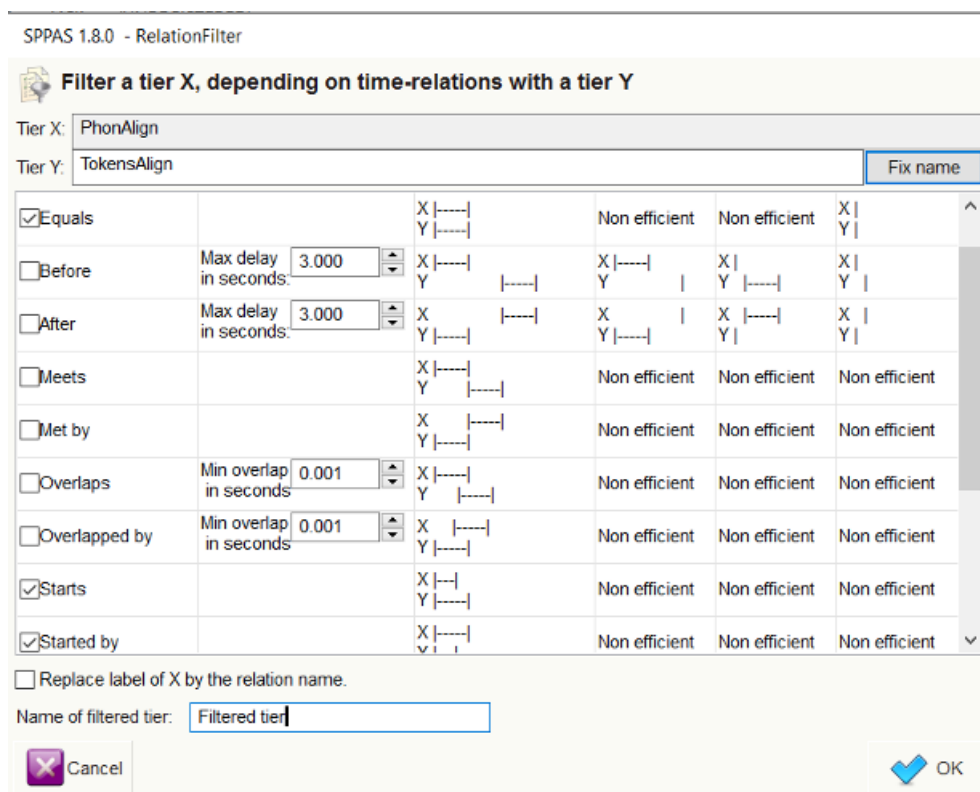 SPPAS 1.8.0 - RelationFilter
Filter a tier X, depending on time-relations with a tier Y
Tier X: PhonAlign
Tier Y: TokensAlign Fix name
Equals X |-----| Non efficient Non efficient X |
Y |-----| Y |
Before Max delay 3.000 X |-----| X |-----| X | X |
in seconds: Y |-----| Y | Y |-----| Y |
After Max delay 3.000 X |-----| X | X |-----| X |
in seconds: Y |-----| Y |-----| Y | Y |
Meets X |-----| Non efficient Non efficient Non efficient
Y |-----|
Met by X |-----| Non efficient Non efficient Non efficient
Y |-----|
Overlaps Min overlap 0.001 X |-----| Non efficient Non efficient Non efficient
in seconds Y |-----|
Overlapped by Min overlap 0.001 X |-----| Non efficient Non efficient Non efficient
in seconds Y |-----|
Starts X |---| Non efficient Non efficient Non efficient
Y |-----|
Started by X |-----| Non efficient Non efficient Non efficient
Replace label of X by the relation name.
Name of filtered tier: Filtered tier
Cancel OK